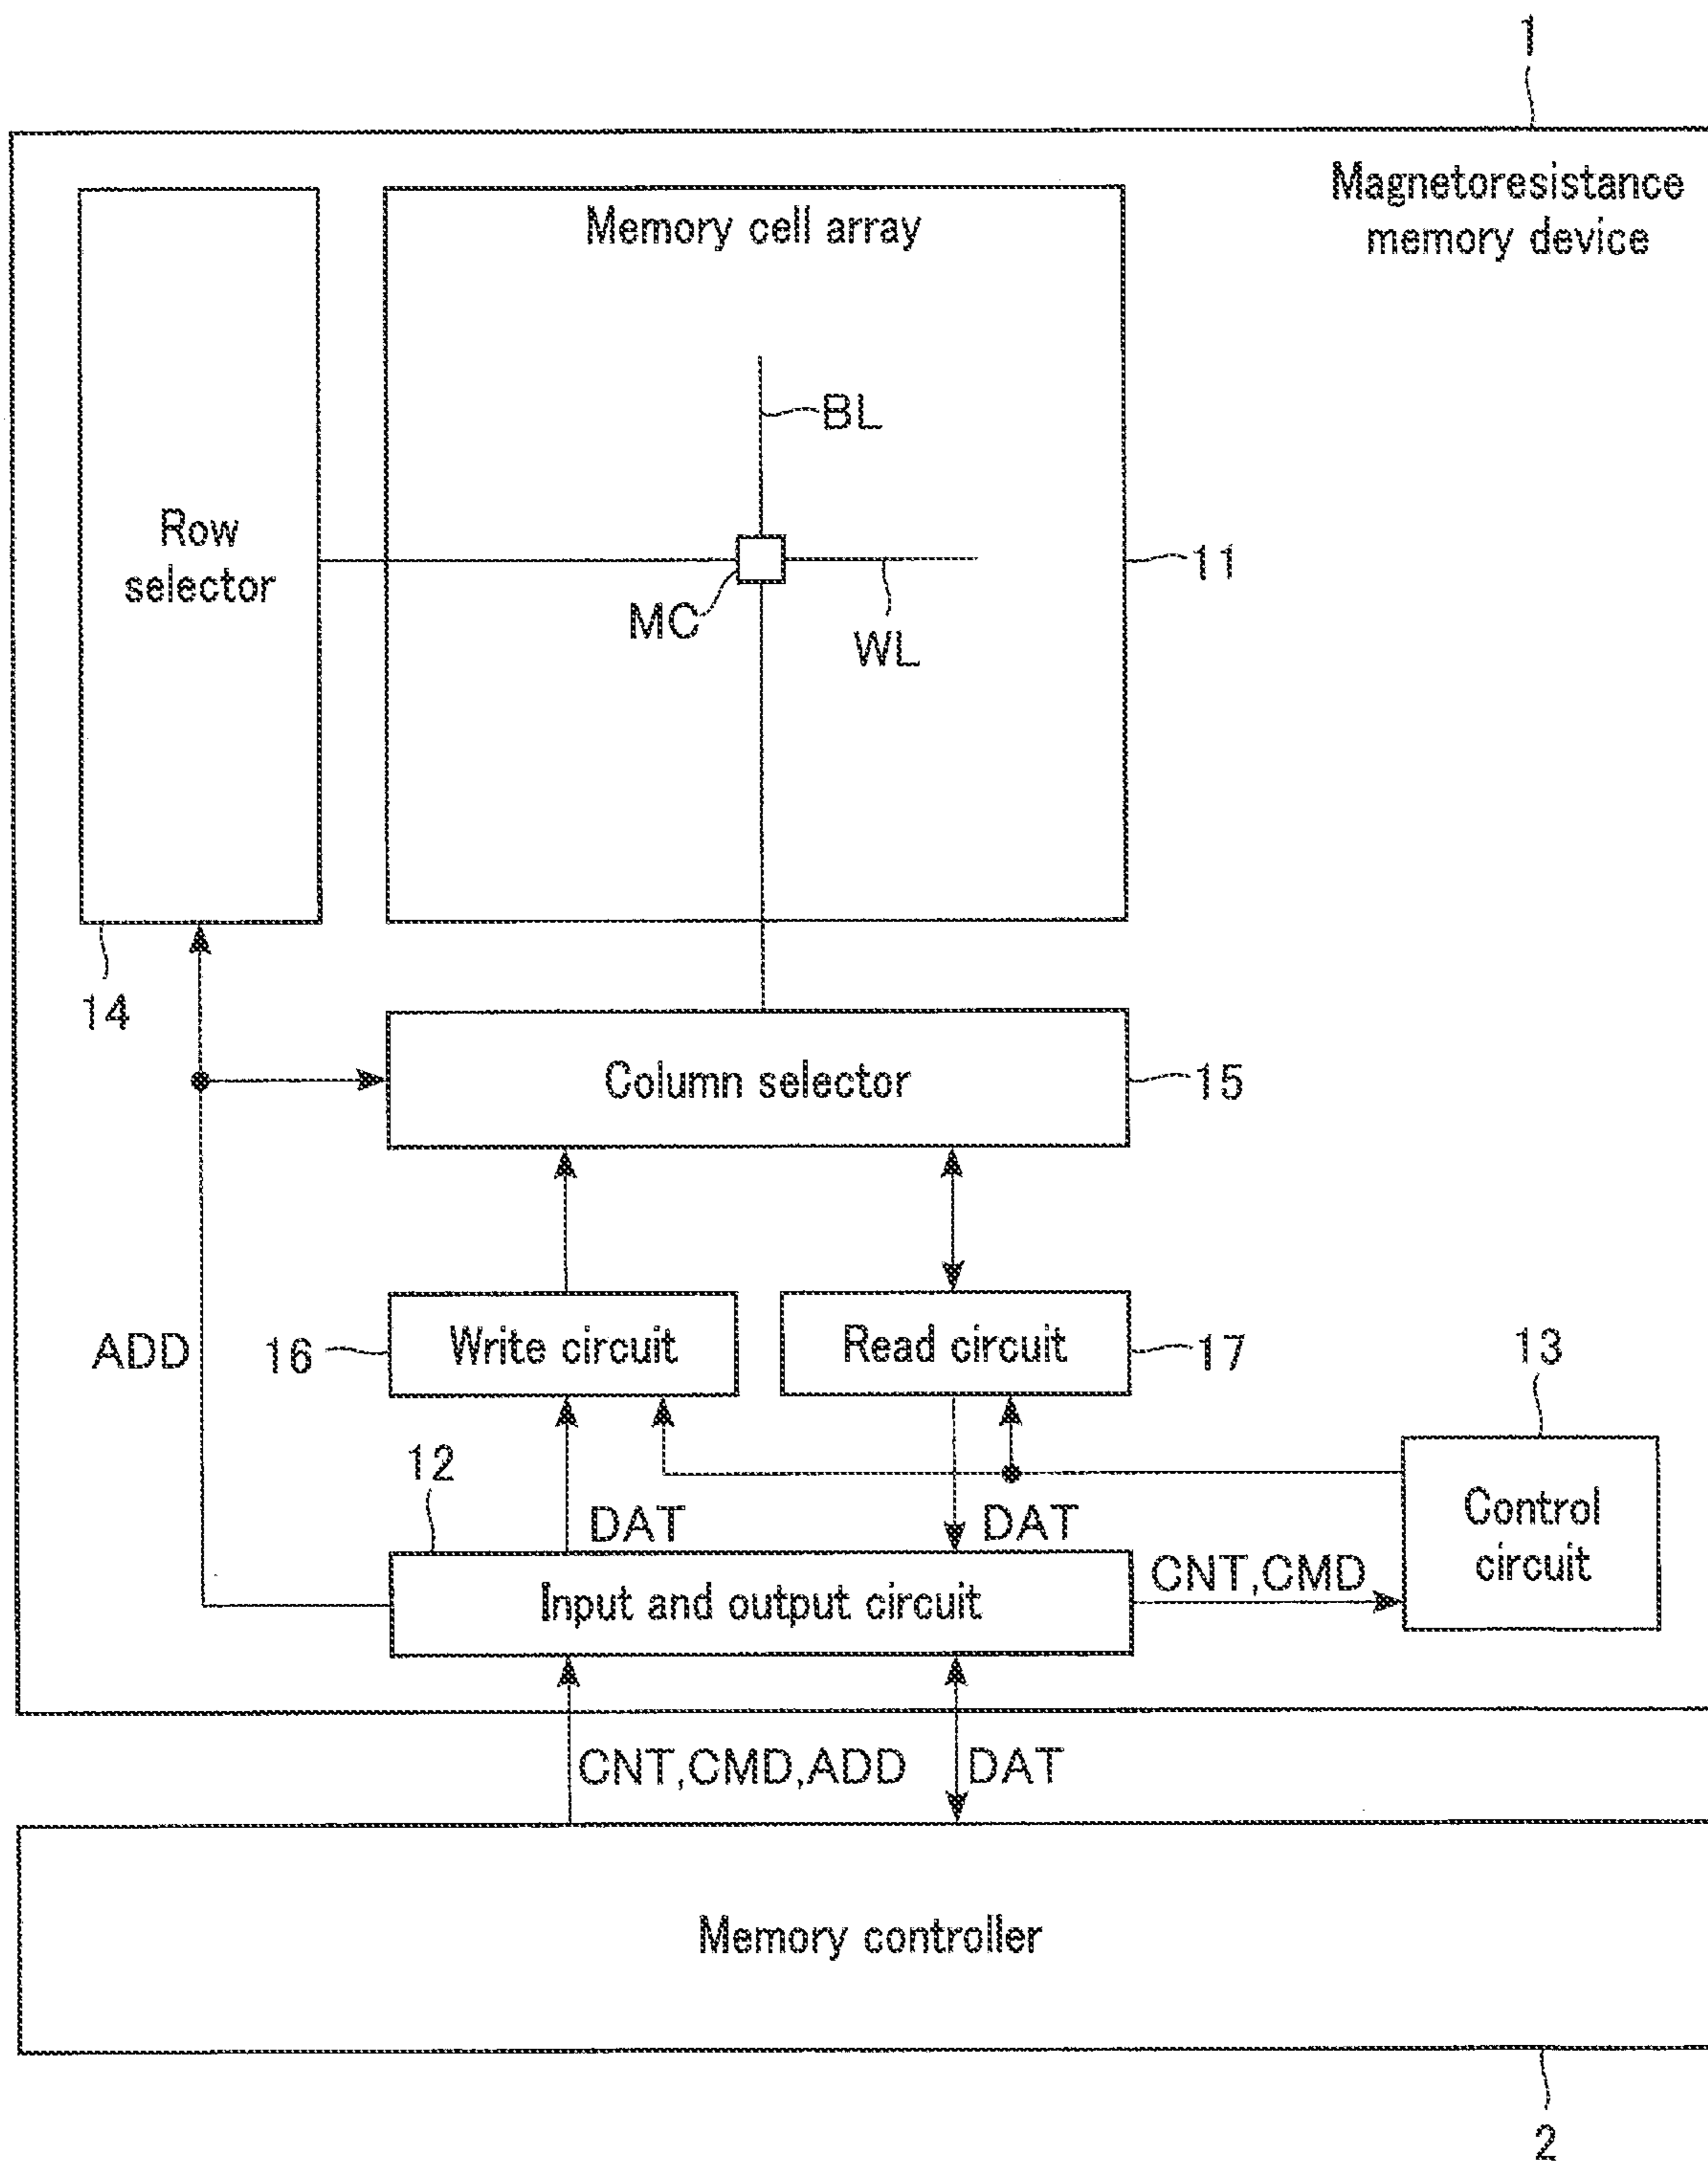 1
Magnetoresistance
memory device
Memory cell array
BL
Row
selector
11
MC
WL
14
Column selector
15
ADD
16
Write circuit
Read circuit
17
13
12
DAT
DAT
Control
circuit
CNT,CMD
Input and output circuit
CNT,CMD,ADD
DAT
Memory controller
2